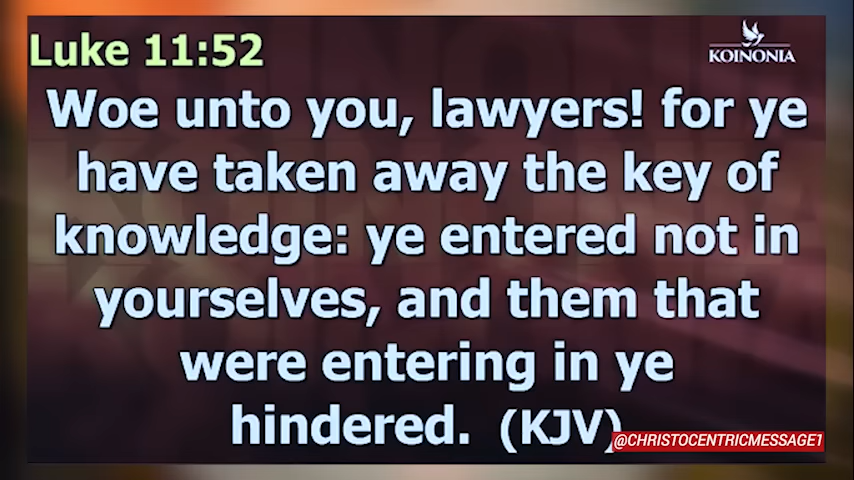 Luke 11:52
KOINONIA
Woe unto you, lawyers! for ye
have taken away the key of
knowledge: ye entered not in
yourselves, and them that
were entering in ye
hindered. (KJV)
@CHRISTOCENTRICMESSAGE1